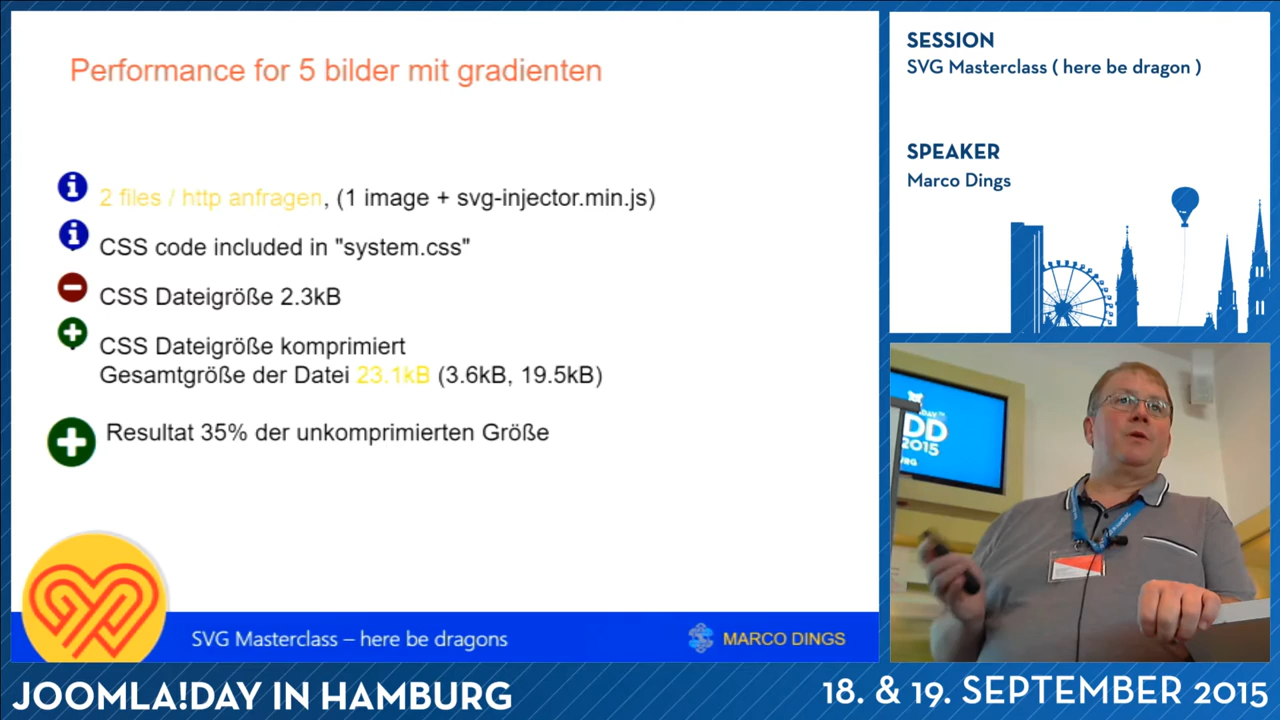 Performance for 5 bilder mit gradienten
2 files / http anfragen, (1 image + svg-injector.min.js)
CSS code included in "system.css"
CSS Dateigröße 2.3kB
CSS Dateigröße komprimiert
Gesamtgröße der Datei 23.1kB (3.6kB, 19.5kB)
Resultat 35% der unkomprimierten Größe
SVG Masterclass – here be dragons
MARCO DINGS
SESSION
SVG Masterclass ( here be dragon )
SPEAKER
Marco Dings
2015
JOOMLA!DAY IN HAMBURG
18. & 19. SEPTEMBER 2015